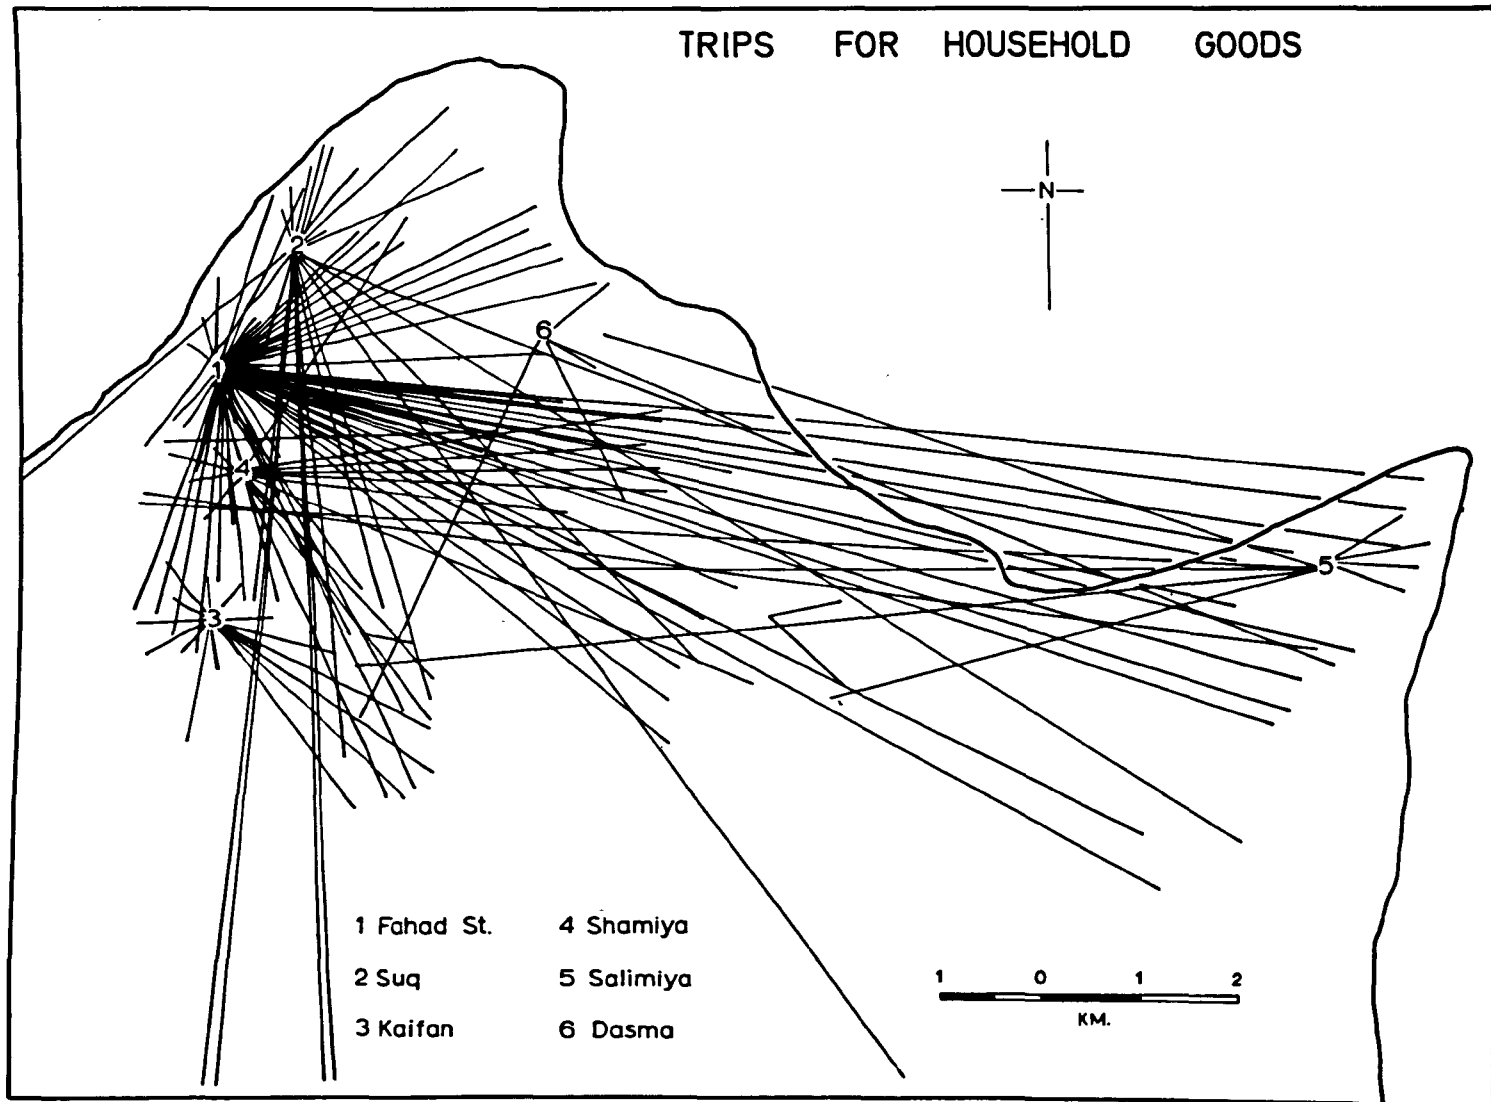 TRIPS FOR HOUSEHOLD GOODS
N
2
6
1
4
5
3
1 Fahad St.
2 Suq
3 Kaifan
4 Shamiya
5 Salimiya
6 Dasma
1 0 1 2
KM.